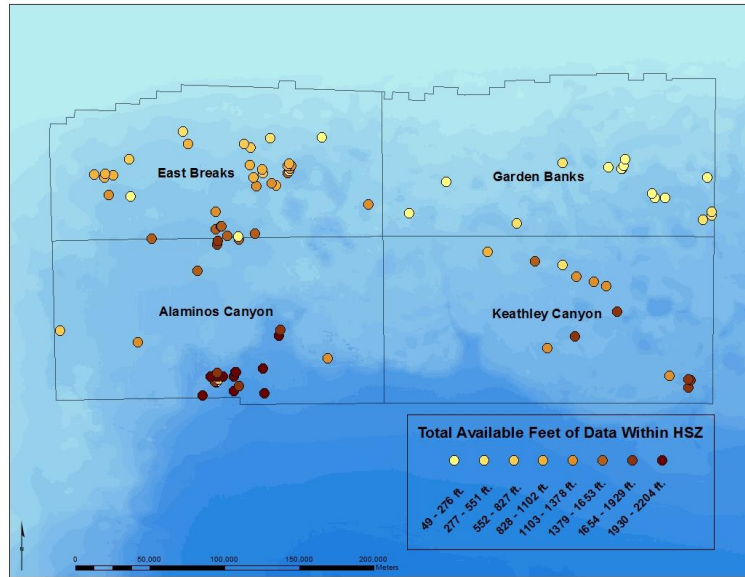 East Breaks
Garden Banks
Alaminos Canyon
Keathley Canyon
Total Available Feet of Data Within HSZ
49 - 276 ft.
277 - 551 ft.
552 - 827 ft.
828 - 1102 ft.
1103 - 1378 ft.
1379 - 1653 ft.
1654 - 1929 ft.
1930 - 2204 ft.
0 50,000 100,000 150,000 200,000
Meters
N